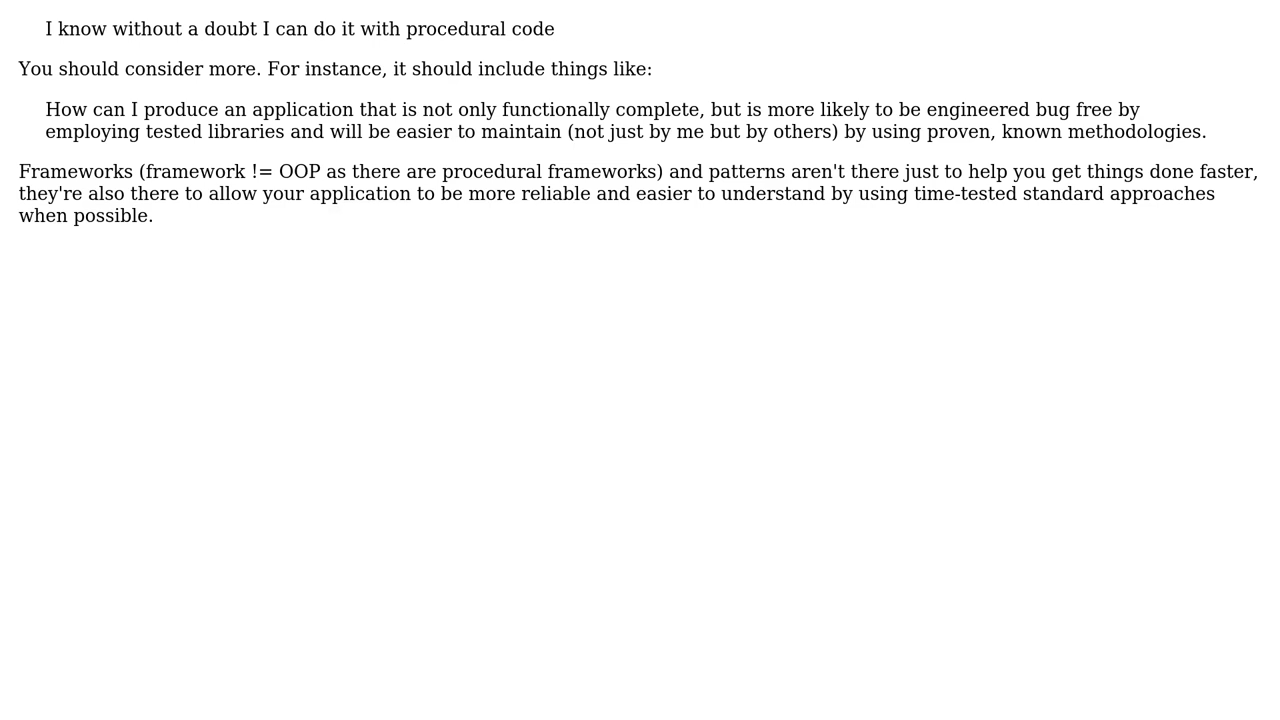 I know without a doubt I can do it with procedural code
You should consider more. For instance, it should include things like:
How can I produce an application that is not only functionally complete, but is more likely to be engineered bug free by
employing tested libraries and will be easier to maintain (not just by me but by others) by using proven, known methodologies.
Frameworks (framework != OOP as there are procedural frameworks) and patterns aren't there just to help you get things done faster,
they're also there to allow your application to be more reliable and easier to understand by using time-tested standard approaches
when possible.